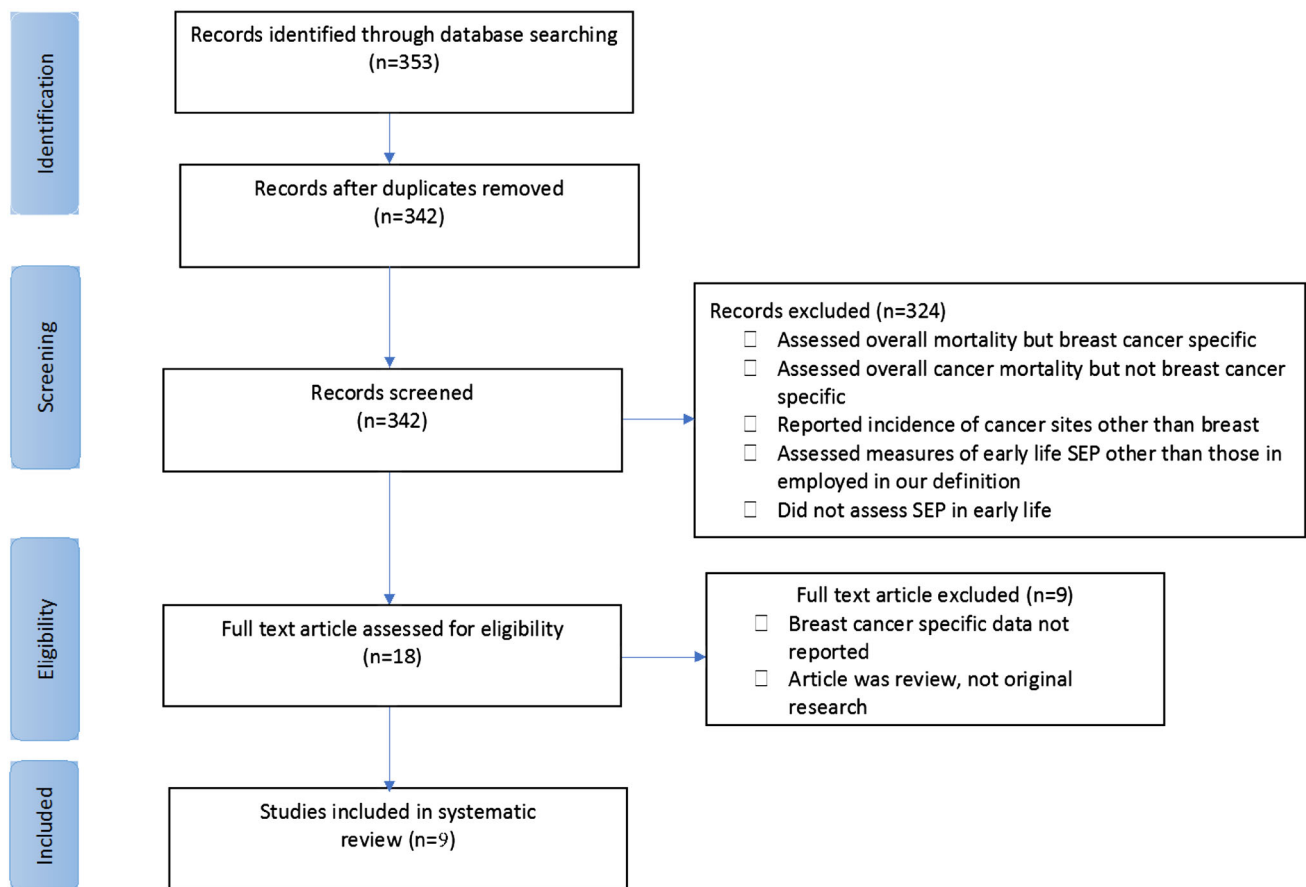 Identification
Records identified through database searching
(n=353)
Records after duplicates removed
(n=342)
Screening
Records screened
(n=342)
Records excluded (n=324)
Assessed overall mortality but breast cancer specific
Assessed overall cancer mortality but not breast cancer
specific
Reported incidence of cancer sites other than breast
Assessed measures of early life SEP other than those in
employed in our definition
Did not assess SEP in early life
Eligibility
Full text article assessed for eligibility
(n=18)
Full text article excluded (n=9)
Breast cancer specific data not
reported
Article was review, not original
research
Included
Studies included in systematic
review (n=9)